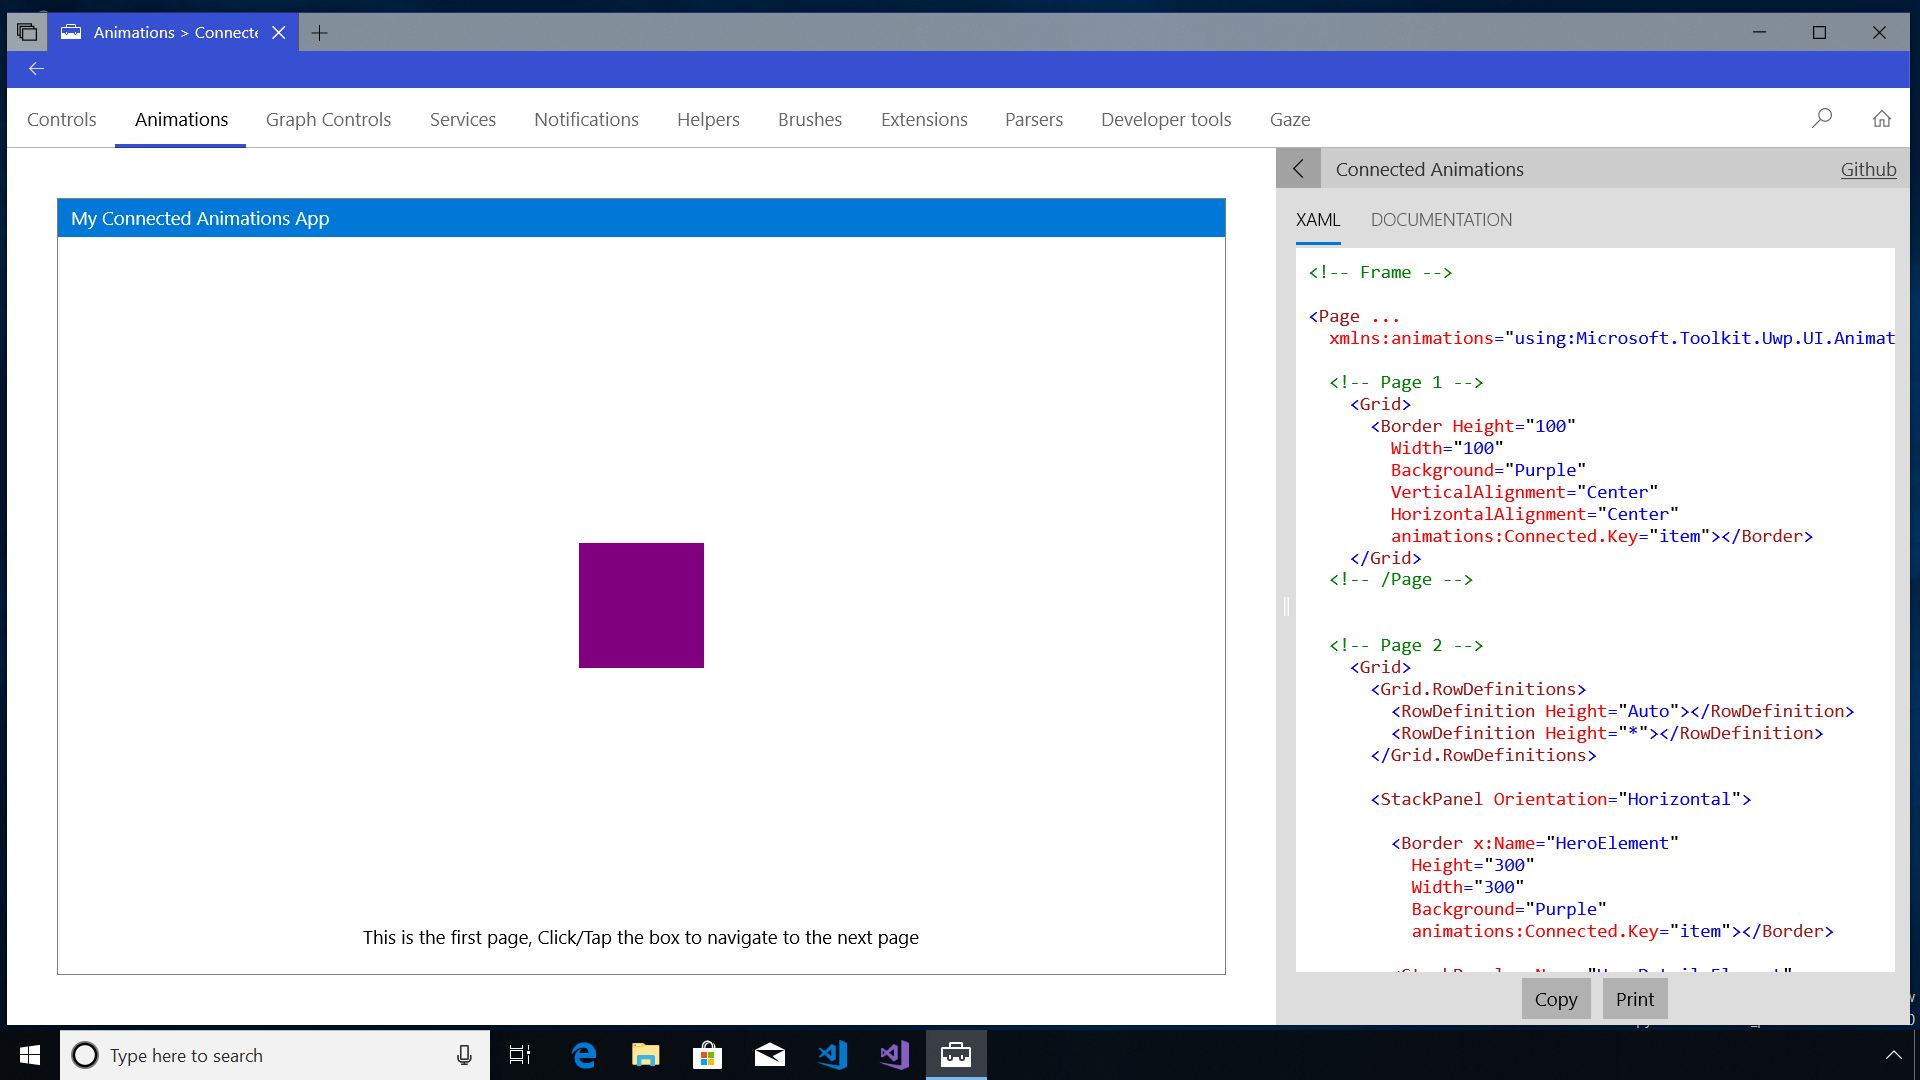 Animations > Connecte
Controls
Animations
Graph Controls
Services
Notifications
Helpers
Brushes
Extensions
Parsers
Developer tools
Gaze
My Connected Animations App
This is the first page, Click/Tap the box to navigate to the next page
Connected Animations
Github
XAML
DOCUMENTATION
<!-- Frame -->
<Page ...
xmlns:animations="using:Microsoft.Toolkit.Uwp.UI.Animat
<!-- Page 1 -->
<Grid>
<Border Height="100"
Width="100"
Background="Purple"
VerticalAlignment="Center"
HorizontalAlignment="Center"
animations:Connected.Key="item"></Border>
</Grid>
<!-- /Page -->
<!-- Page 2 -->
<Grid>
<Grid.RowDefinitions>
<RowDefinition Height="Auto"></RowDefinition>
<RowDefinition Height="*"></RowDefinition>
</Grid.RowDefinitions>
<StackPanel Orientation="Horizontal">
<Border x:Name="HeroElement"
Height="300"
Width="300"
Background="Purple"
animations:Connected.Key="item"></Border>
Copy
Print
Type here to search